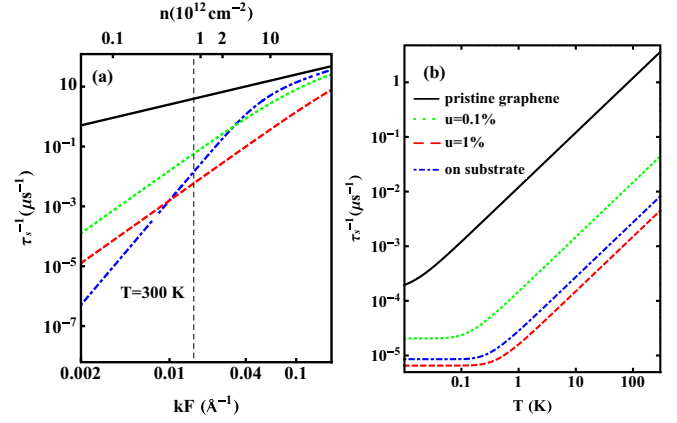 n(10¹²cm⁻²)
0.1 1 2 10
(a)
10
10⁻¹
10⁻³
10⁻⁵
10⁻⁷
τₛ⁻¹(μs⁻¹)
T=300 K
0.002 0.01 0.04 0.1
kF (Å⁻¹)
(b)
pristine graphene
u=0.1%
u=1%
on substrate
1
10⁻¹
10⁻²
10⁻³
10⁻⁴
10⁻⁵
τₛ⁻¹(μs⁻¹)
0.1 1 10 100
T (K)